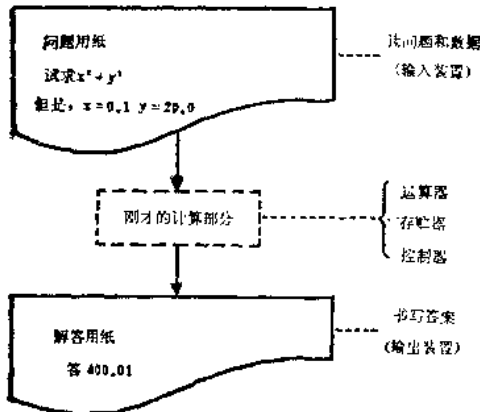 问题用纸
试求x²+y²
但是，x=0.1 y=20.0
读问题和数据
(输入装置)
刚才的计算部分
运算器
存贮器
控制器
解答用纸
答 400.01
书写答案
(输出装置)